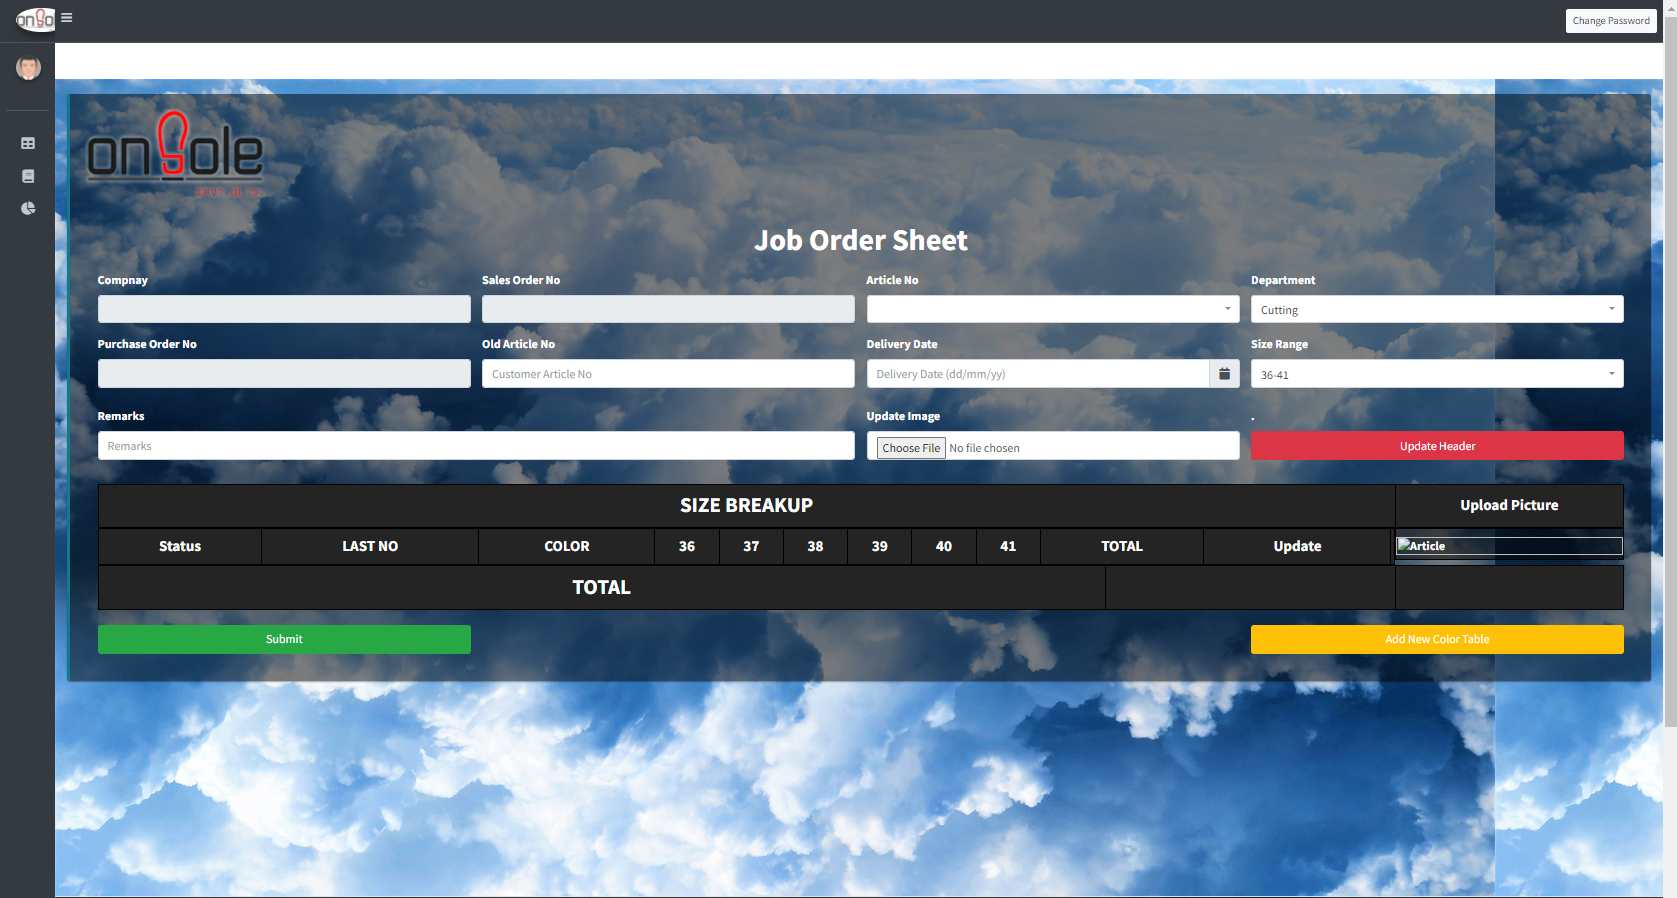 onSole
Change Password
onSole
(PVT.)LTD.
Job Order Sheet
Compnay Sales Order No Article No Department
Cutting
Purchase Order No Old Article No Delivery Date Size Range
Customer Article No Delivery Date (dd/mm/yy) 36-41
Remarks Update Image .
Remarks Choose File No file chosen Update Header
SIZE BREAKUP Upload Picture
Status LAST NO COLOR 36 37 38 39 40 41 TOTAL Update Article
TOTAL
Submit Add New Color Table